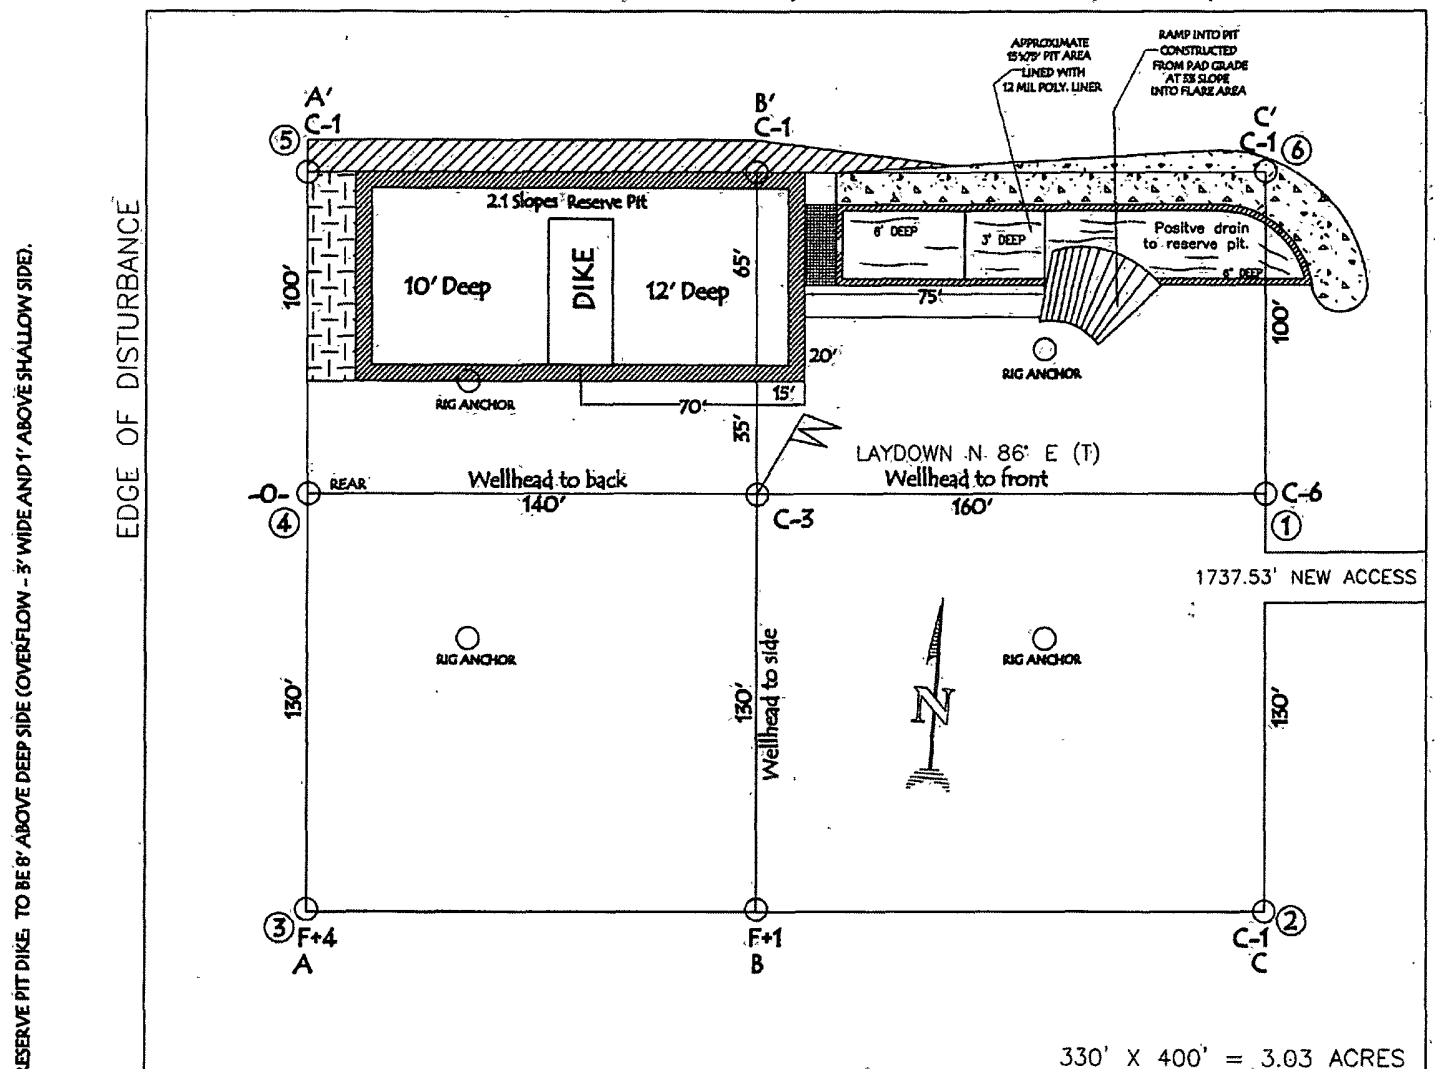 APPROXIMATE
15'X75' PIT AREA
LINED WITH
12 MIL POLY. LINER
RAMP INTO PIT
CONSTRUCTED
FROM PAD GRADE
AT 5% SLOPE
INTO FLARE AREA
A'
C-1
5
B'
C-1
C'
C-1
6
2:1 Slopes Reserve Pit
6' DEEP
3' DEEP
Positve drain
to reserve pit.
6' DEEP
DIKE
65'
10' Deep
12' Deep
100'
75'
100'
20'
RIG ANCHOR
15'
RIG ANCHOR
70'
35'
N
LAYDOWN N 86° E (T)
-0-
REAR
Wellhead to back
140'
Wellhead to front
160'
C-6
4
C-3
1
1737.53' NEW ACCESS
RIG ANCHOR
RIG ANCHOR
130'
130'
Wellhead to side
N
130'
3
F+4
A
F+1
B
2
C-1
C
330' X 400' = 3.03 ACRES
EDGE OF DISTURBANCE
RESERVE PIT DIKE: TO BE 8' ABOVE DEEP SIDE (OVERFLOW - 3' WIDE AND 1' ABOVE SHALLOW SIDE).